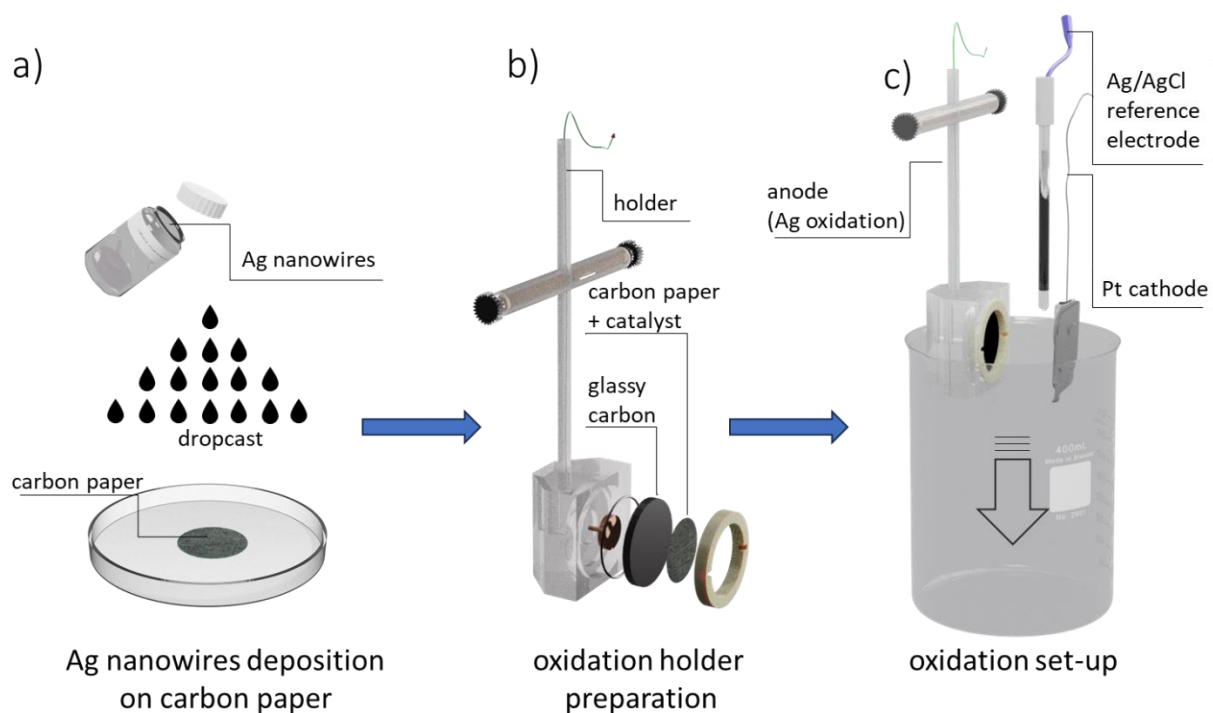 a)
Ag nanowires
dropcast
carbon paper
Ag nanowires deposition
on carbon paper
b)
holder
carbon paper
+ catalyst
glassy
carbon
oxidation holder
preparation
c)
Ag/AgCl
reference
electrode
anode
(Ag oxidation)
Pt cathode
400mL
oxidation set-up